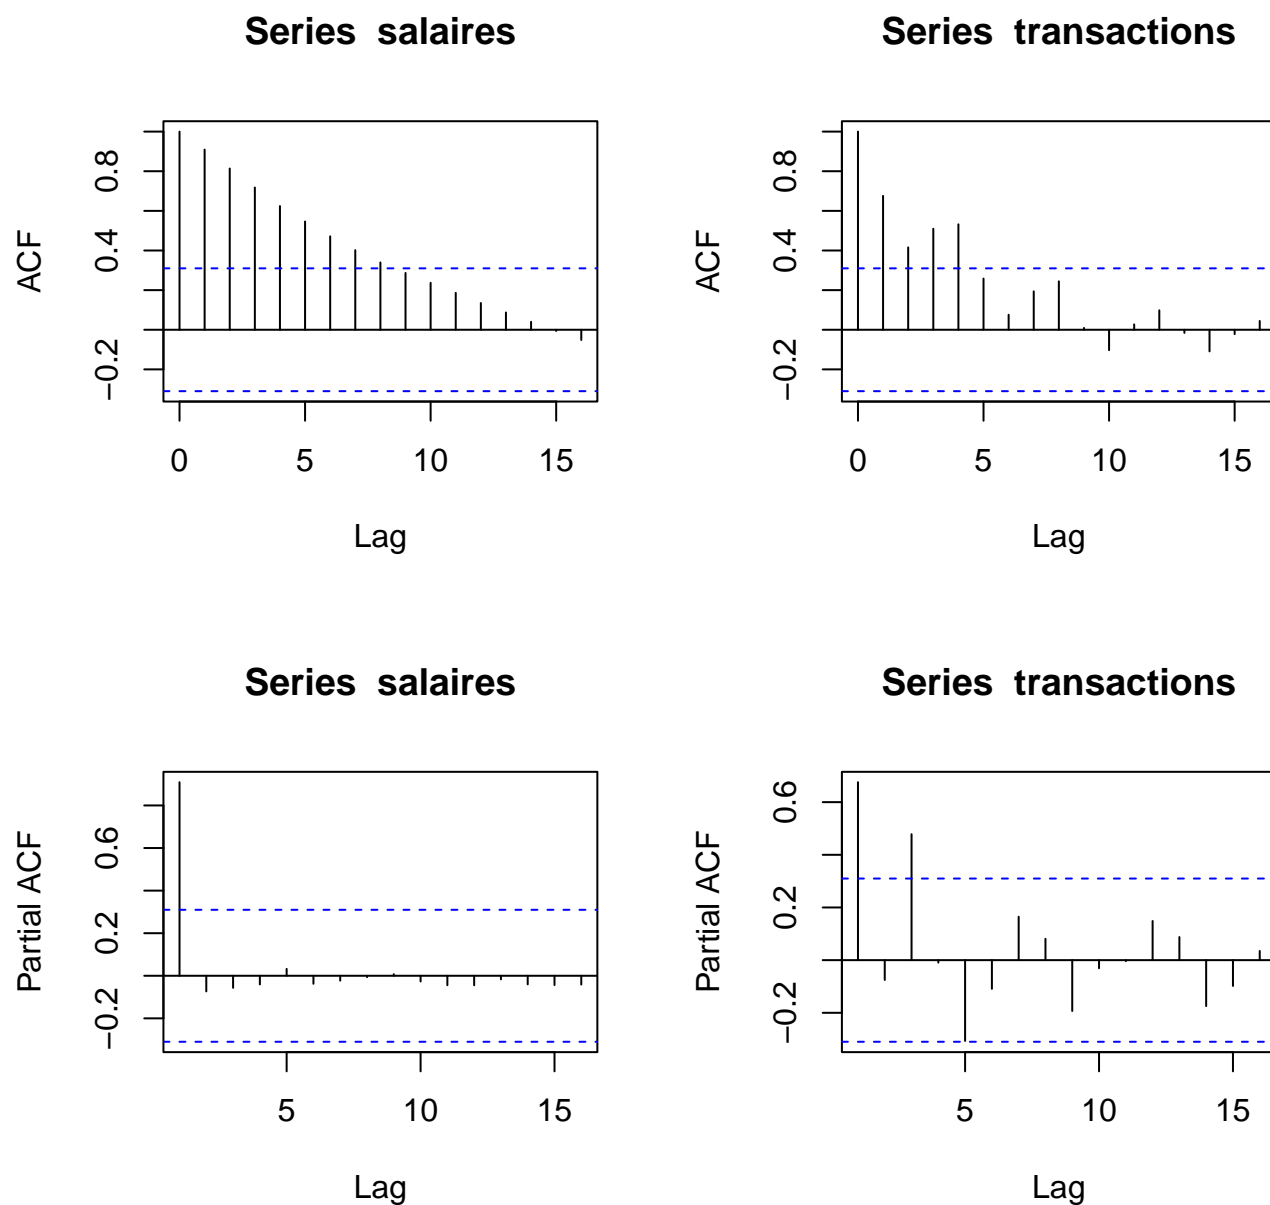 Series salaires
ACF
0.8
0.4
−0.2
0 5 10 15
Lag
Series transactions
ACF
0.8
0.4
−0.2
0 5 10 15
Lag
Series salaires
Partial ACF
0.6
0.2
−0.2
5 10 15
Lag
Series transactions
Partial ACF
0.6
0.2
−0.2
5 10 15
Lag